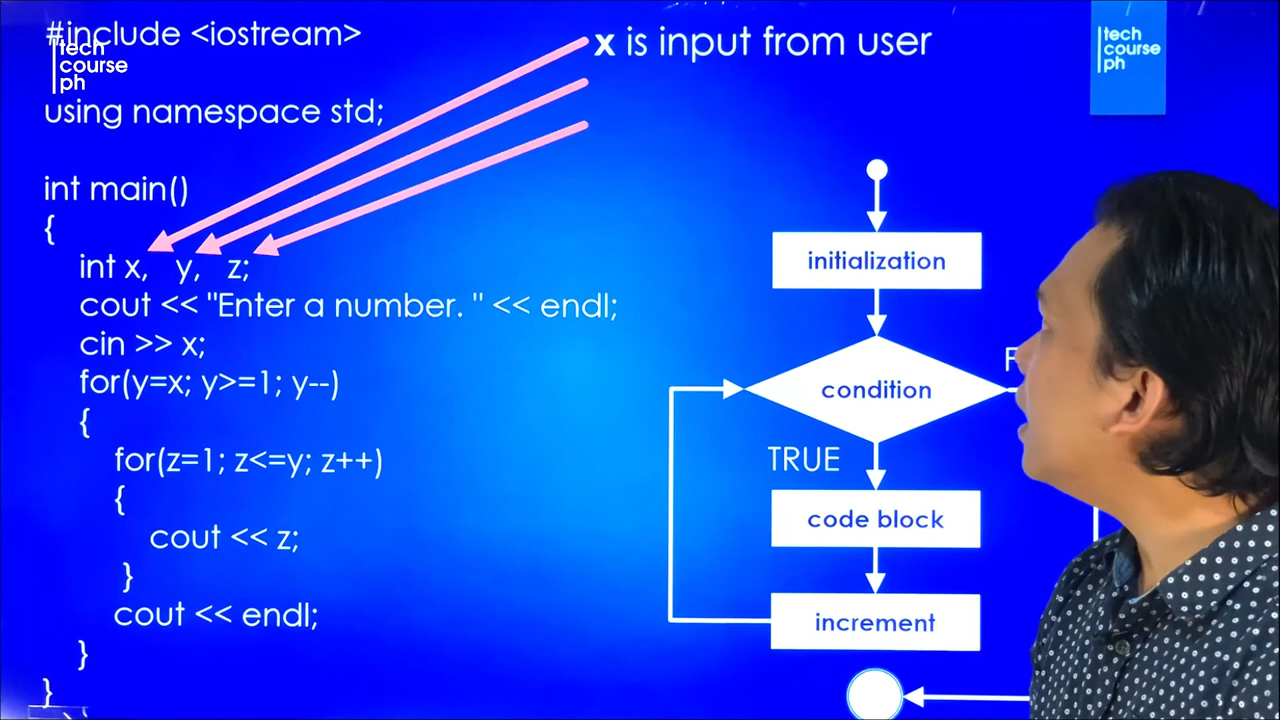 #include <iostream>
tech
course
ph
using namespace std;
int main()
{
int x, y, z;
cout << "Enter a number. " << endl;
cin >> x;
for(y=x; y>=1; y--)
{
for(z=1; z<=y; z++)
{
cout << z;
}
cout << endl;
}
}
x is input from user
tech
course
ph
initialization
condition
F
TRUE
code block
increment